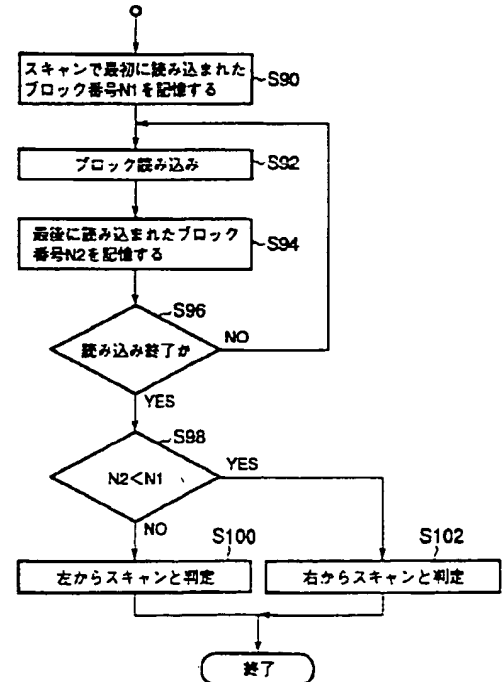 スキャンで最初に読み込まれた
ブロック番号N1を記憶する
S90
ブロック読み込み
S92
最後に読み込まれたブロック
番号N2を記憶する
S94
S96
読み込み終了か
NO
YES
S98
N2<N1
YES
NO
S100
S102
左からスキャンと判定
右からスキャンと判定
終了